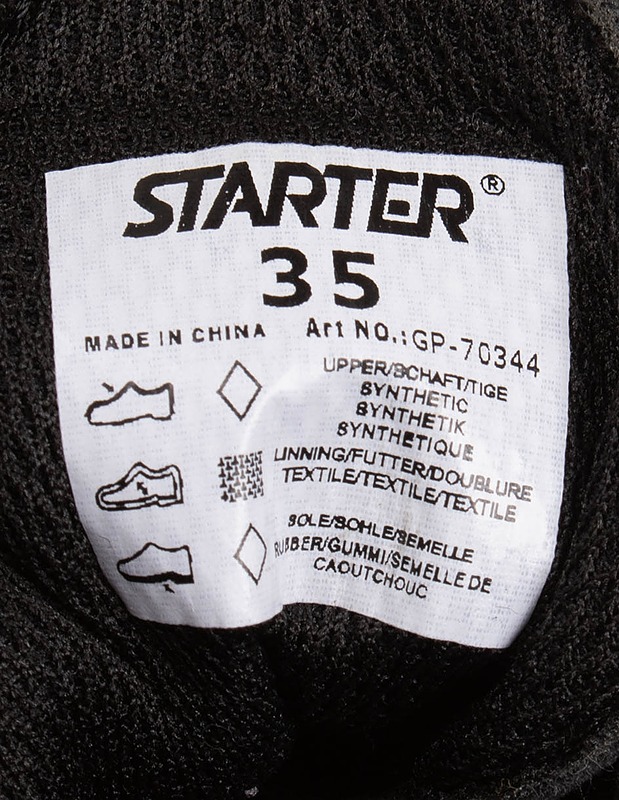 STARTER®
35
MADE IN CHINA Art NO.:GP-70344
UPPER/SCHAFT/TIGE
SYNTHETIC
SYNTHETIK
SYNTHETIQUE
LINNING/FUTTER/DOUBLURE
TEXTILE/TEXTILE/TEXTILE
SOLE/SOHLE/SEMELLE
RUBBER/GUMMI/SEMELLE DE
CAOUTCHOUC